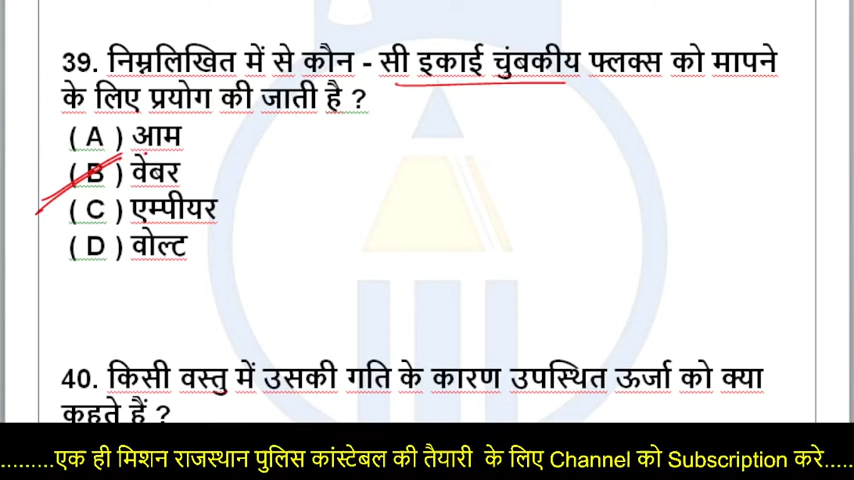 39. निम्नलिखित में से कौन - सी इकाई चुंबकीय फ्लक्स को मापने
के लिए प्रयोग की जाती है ?
( A ) आम
( B ) वेबर
( C ) एम्पीयर
( D ) वोल्ट
40. किसी वस्तु में उसकी गति के कारण उपस्थित ऊर्जा को क्या
कहते हैं ?
.........एक ही मिशन राजस्थान पुलिस कांस्टेबल की तैयारी के लिए Channel को Subscription करे.....